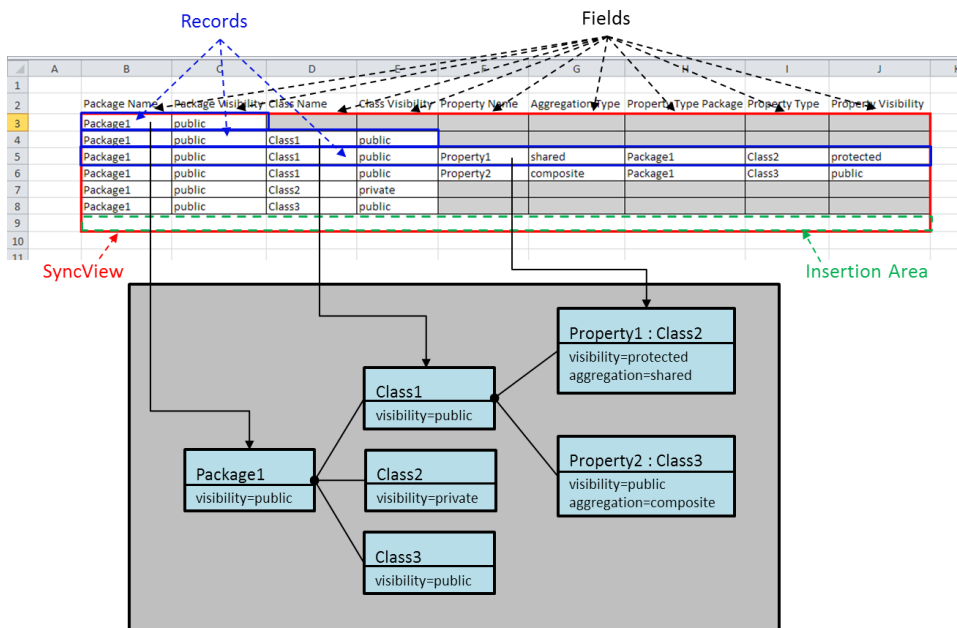 Records
Fields
A B C D E F G H I J K
1
2 Package Name Package Visibility Class Name Class Visibility Property Name Aggregation Type Property Type Package Property Type Property Visibility
3 Package1 public
4 Package1 public Class1 public
5 Package1 public Class1 public Property1 shared Package1 Class2 protected
6 Package1 public Class1 public Property2 composite Package1 Class3 public
7 Package1 public Class2 private
8 Package1 public Class3 public
9
10
11
SyncView
Insertion Area
Property1 : Class2
visibility=protected
aggregation=shared
Class1
visibility=public
Package1
visibility=public
Class2
visibility=private
Property2 : Class3
visibility=public
aggregation=composite
Class3
visibility=public